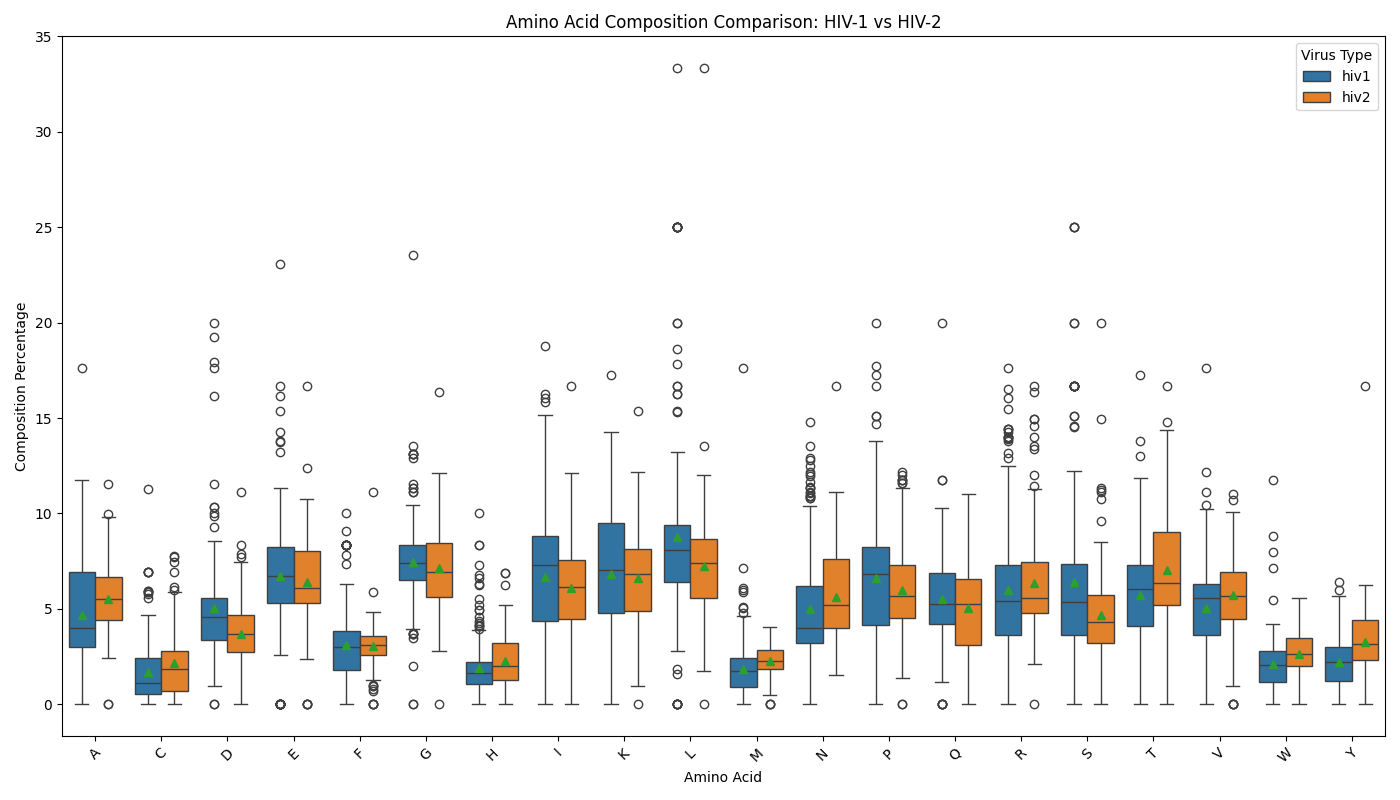 Amino Acid Composition Comparison: HIV-1 vs HIV-2
Virus Type
hiv1
hiv2
Composition Percentage
35
30
25
20
15
10
5
0
A C D E F G H I K L M N P Q R S T V W Y
Amino Acid